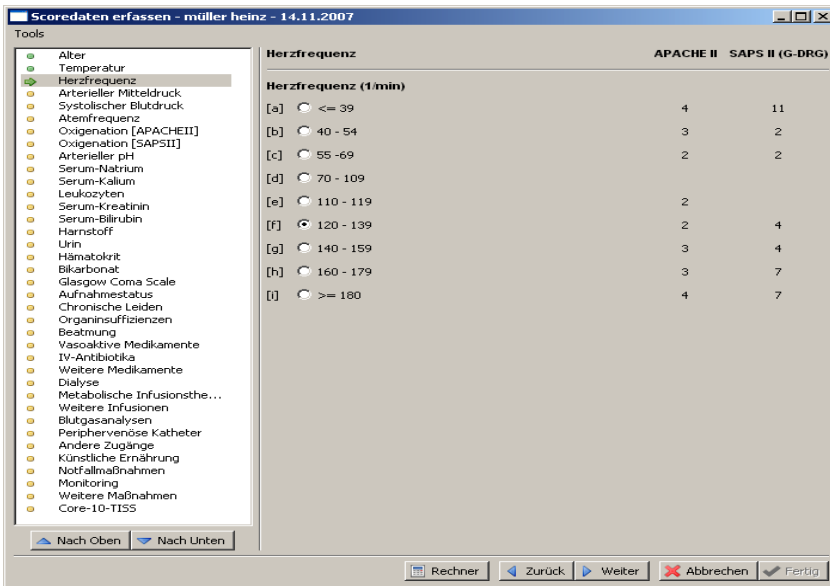 Scoredaten erfassen - müller heinz - 14.11.2007
Tools
Alter
Temperatur
Herzfrequenz
Arterieller Mitteldruck
Systolischer Blutdruck
Atemfrequenz
Oxigenation [APACHEII]
Oxigenation [SAPSII]
Arterieller pH
Serum-Natrium
Serum-Kalium
Leukozyten
Serum-Kreatinin
Serum-Bilirubin
Harnstoff
Urin
Hämatokrit
Bikarbonat
Glasgow Coma Scale
Aufnahmestatus
Chronische Leiden
Organinsuffizienzen
Beatmung
Vasoaktive Medikamente
IV-Antibiotika
Weitere Medikamente
Dialyse
Metabolische Infusionsthe...
Weitere Infusionen
Blutgasanalysen
Periphervenöse Katheter
Andere Zugänge
Künstliche Ernährung
Notfallmaßnahmen
Monitoring
Weitere Maßnahmen
Core-10-TISS
Nach Oben Nach Unten
Herzfrequenz APACHE II SAPS II (G-DRG)
Herzfrequenz (1/min)
[a] <= 39 4 11
[b] 40 - 54 3 2
[c] 55 -69 2 2
[d] 70 - 109
[e] 110 - 119 2
[f] 120 - 139 2 4
[g] 140 - 159 3 4
[h] 160 - 179 3 7
[i] >= 180 4 7
Rechner Zurück Weiter Abbrechen Fertig